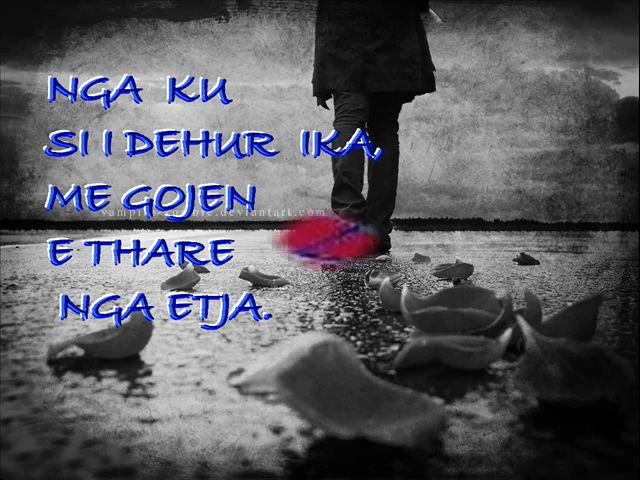 NGA KU
SI I DEHUR IKA,
ME GOJEN
E THARE
NGA ETJA.